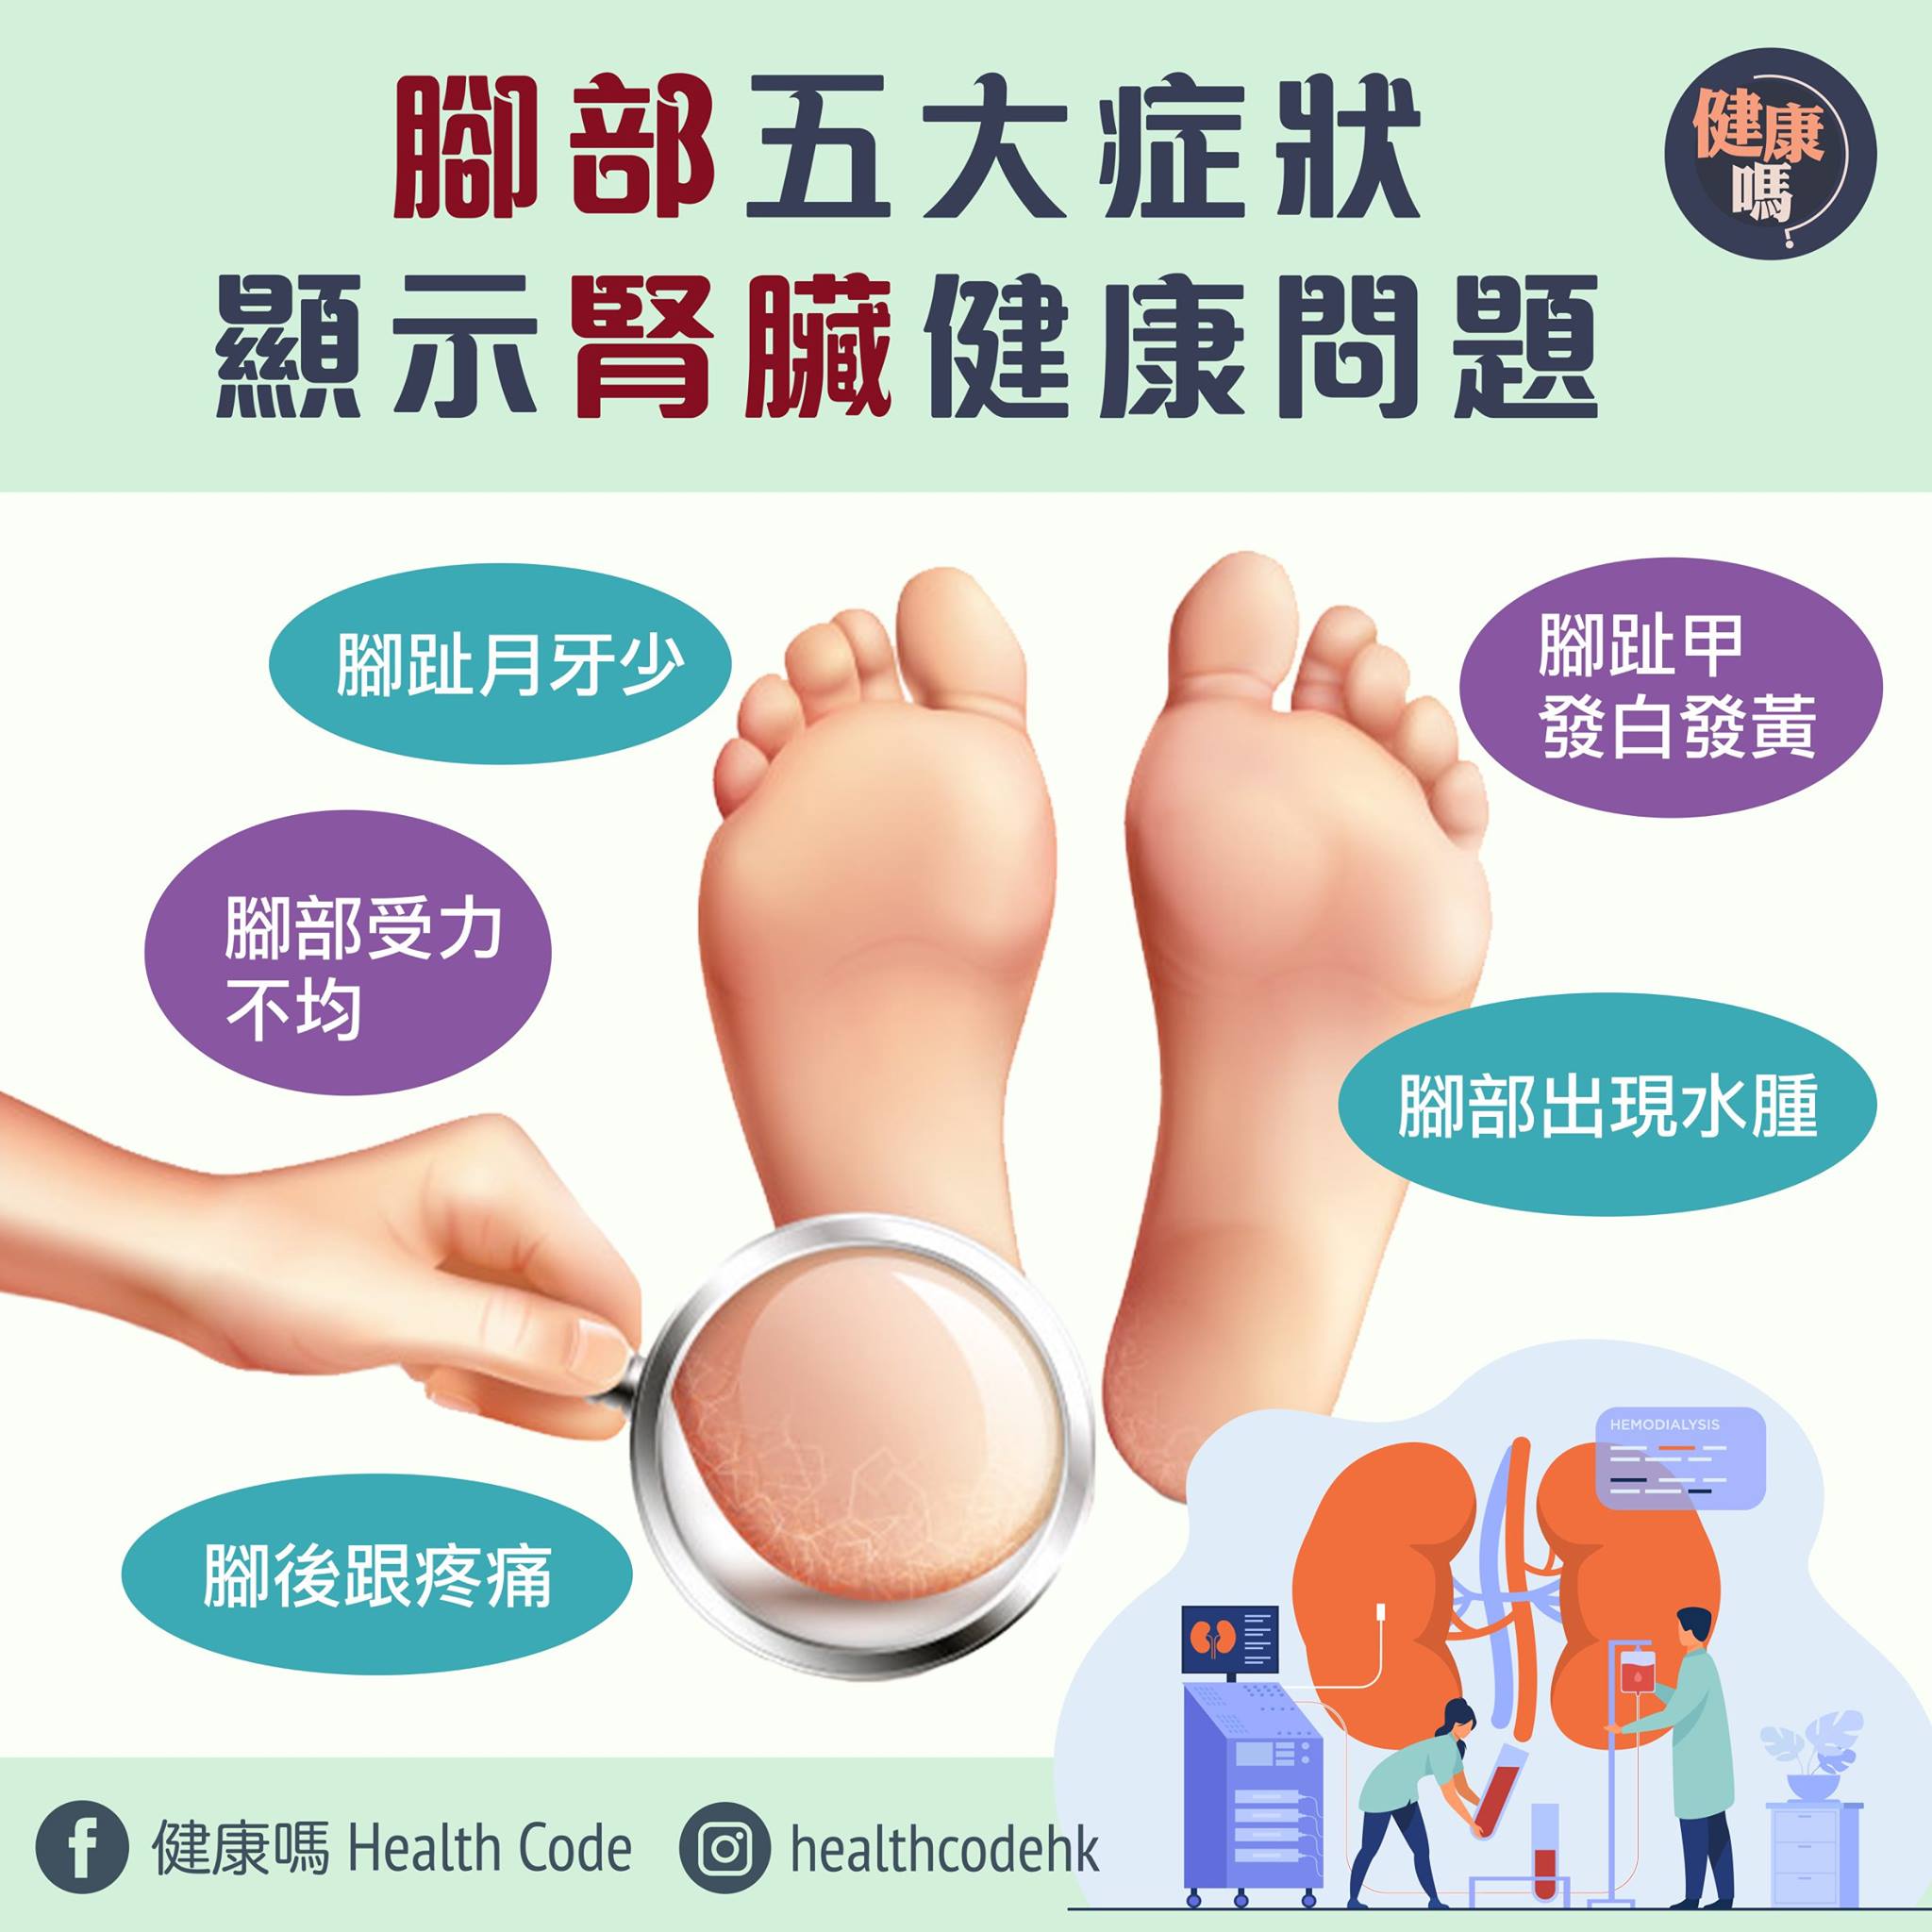 腳部五大症狀
顯示腎臟健康問題
健康
嗎?
腳趾月牙少
腳趾甲
發白發黃
腳部受力
不均
腳部出現水腫
腳後跟疼痛
HEMODIALYSIS
健康嗎 Health Code
healthcodehk